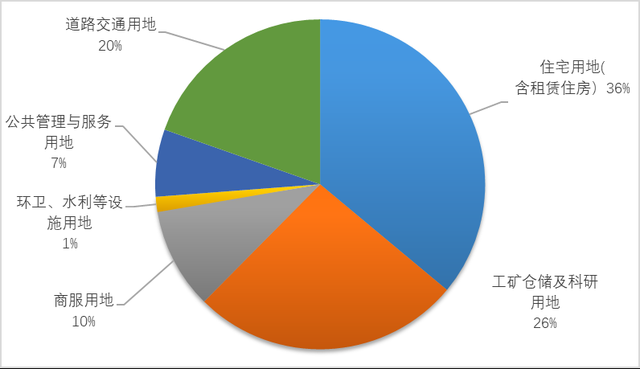 道路交通用地
20%
住宅用地(
含租赁住房）36%
公共管理与服务
用地
7%
环卫、水利等设
施用地
1%
工矿仓储及科研
用地
26%
商服用地
10%